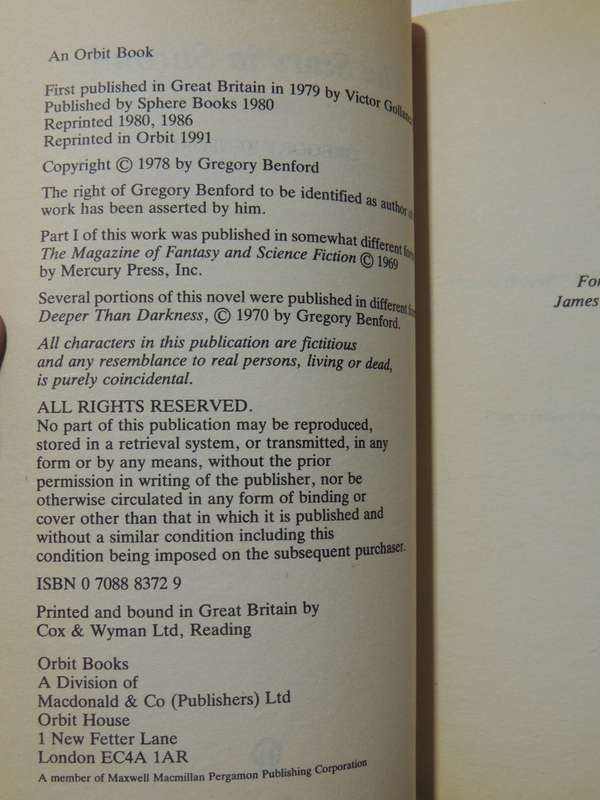 An Orbit Book
First published in Great Britain in 1979 by Victor
Published by Sphere Books 1980
Reprinted 1980, 1986
Reprinted in Orbit 1991
Copyright © 1978 by Gregory Benford
The right of Gregory Benford to be identified as author
work has been asserted by him.
Part I of this work was published in somewhat different
The Magazine of Fantasy and Science Fiction © 1969
by Mercury Press, Inc.
Several portions of this novel were published in different
Deeper Than Darkness, © 1970 by Gregory Benford.
All characters in this publication are fictitious
and any resemblance to real persons, living or dead,
is purely coincidental.
ALL RIGHTS RESERVED.
No part of this publication may be reproduced,
stored in a retrieval system, or transmitted, in any
form or by any means, without the prior
permission in writing of the publisher, nor be
otherwise circulated in any form of binding or
cover other than that in which it is published and
without a similar condition including this
condition being imposed on the subsequent purchaser.
ISBN 0 7088 8372 9
Printed and bound in Great Britain by
Cox & Wyman Ltd, Reading
Orbit Books
A Division of
Macdonald & Co (Publishers) Ltd
Orbit House
1 New Fetter Lane
London EC4A 1AR
A member of Maxwell Macmillan Pergamon Publishing Corporation
For
James